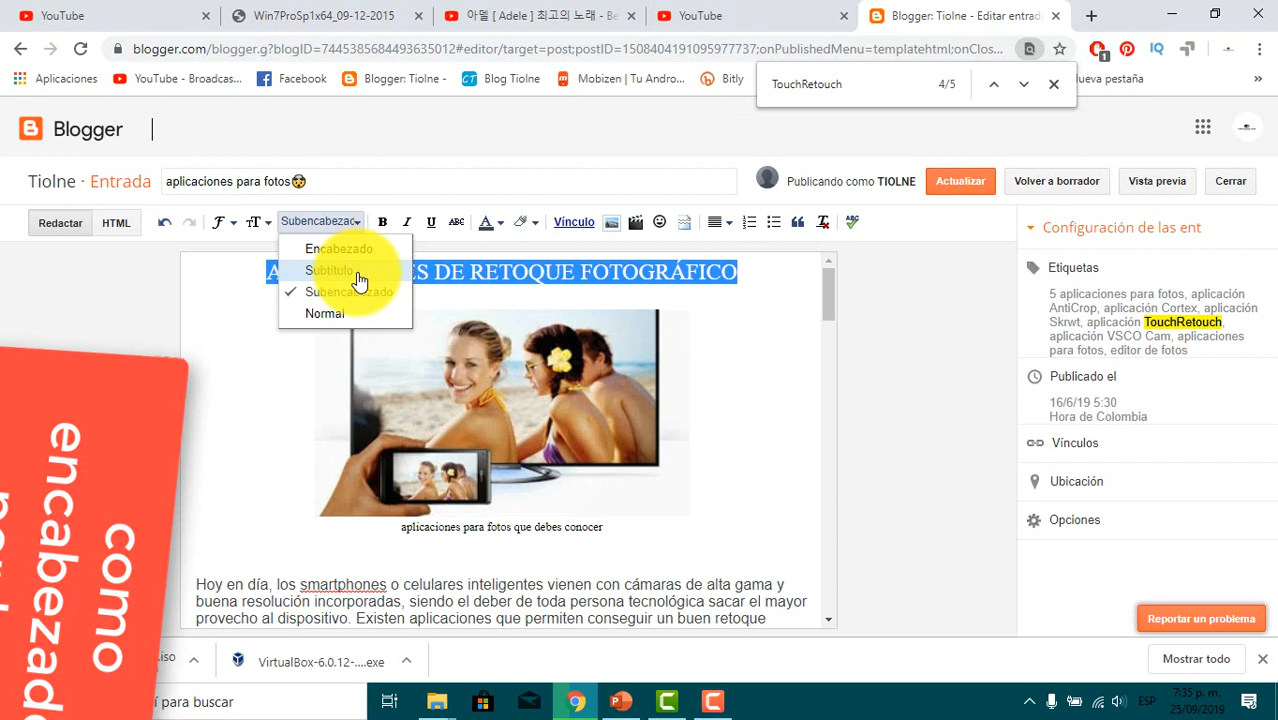 YouTube
Win7ProSp1x64_09-12-2015
아델 [ Adele ] 최고의 노래 - Be
YouTube
Blogger: Tiolne - Editar entrada
blogger.com/blogger.g?blogID=7445385684493635012#editor/target=post;postID=1508404191095977737;onPublishedMenu=templatehtml;onClos...
1
Aplicaciones
YouTube - Broadcas...
Facebook
Blogger: Tiolne -
Blog Tiolne
Mobizen | Tu Andro...
Bitly
Nueva pestaña
TouchRetouch
4/5
Blogger
Tiolne · Entrada
aplicaciones para fotos😨
Publicando como TIOLNE
Actualizar
Volver a borrador
Vista previa
Cerrar
Redactar
HTML
Subencabezad
B
I
U
ABC
Vínculo
Encabezado
Subtítulo
Subencabezado
Normal
DE RETOQUE FOTOGRÁFICO
aplicaciones para fotos que debes conocer
Hoy en día, los smartphones o celulares inteligentes vienen con cámaras de alta gama y
buena resolución incorporadas, siendo el deber de toda persona tecnológica sacar el mayor
provecho al dispositivo. Existen aplicaciones que permiten conseguir un buen retoque
Configuración de las ent
Etiquetas
5 aplicaciones para fotos, aplicación
AntiCrop, aplicación Cortex, aplicación
Skrwt, aplicación TouchRetouch,
aplicación VSCO Cam, aplicaciones
para fotos, editor de fotos
Publicado el
16/6/19 5:30
Hora de Colombia
Vínculos
Ubicación
Opciones
Reportar un problema
como
encabezad
.iso
VirtualBox-6.0.12-....exe
Mostrar todo
í para buscar
ESP
7:35 p. m.
25/09/2019